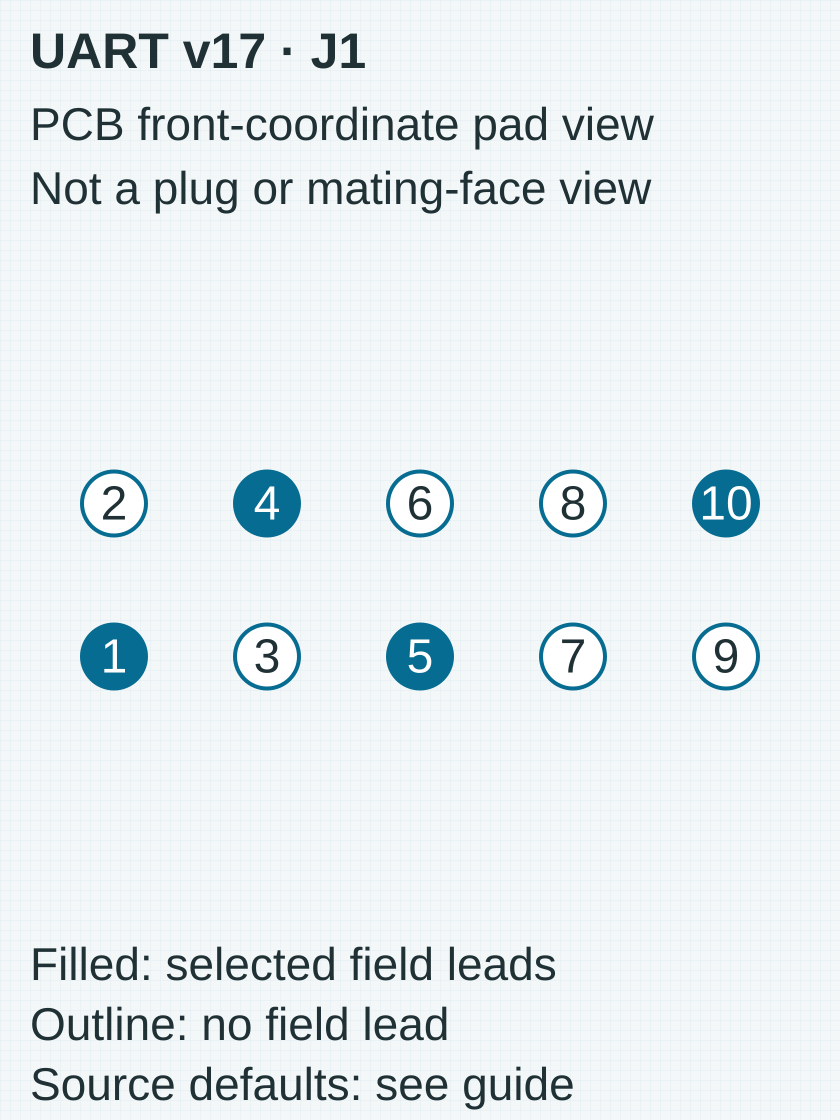 UART v17 · J1
PCB front-coordinate pad view
Not a plug or mating-face view
2 4 6 8 10
1 3 5 7 9
Filled: selected field leads
Outline: no field lead
Source defaults: see guide